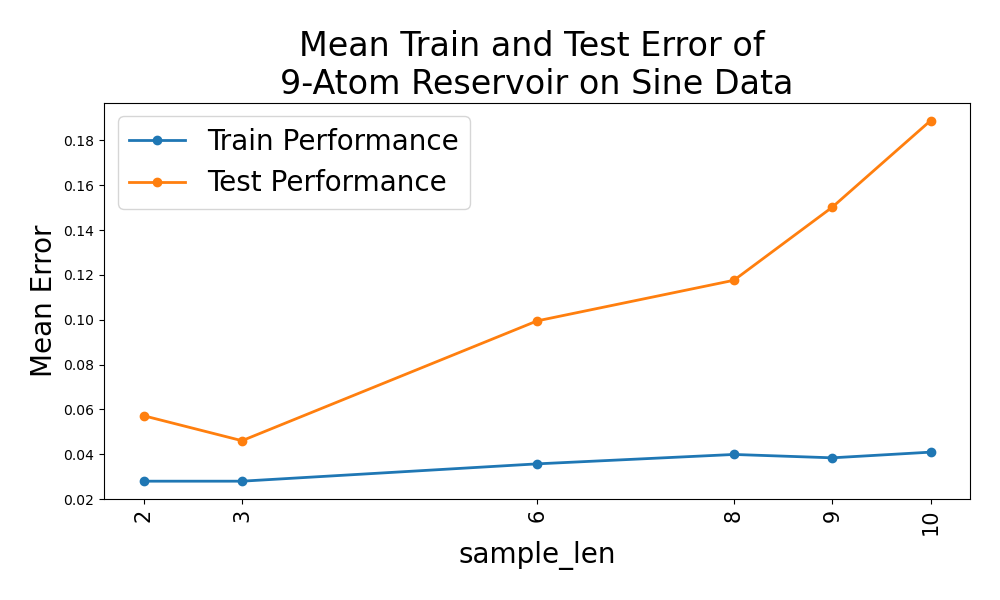 Mean Train and Test Error of
9-Atom Reservoir on Sine Data
Train Performance
Test Performance
Mean Error
0.18
0.16
0.14
0.12
0.10
0.08
0.06
0.04
0.02
2
3
6
8
9
10
sample_len